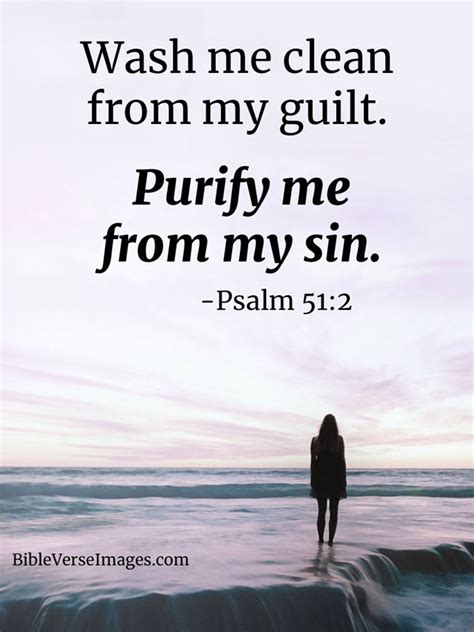 Wash me clean
from my guilt.
Purify me
from my sin.
-Psalm 51:2
BibleVerseImages.com